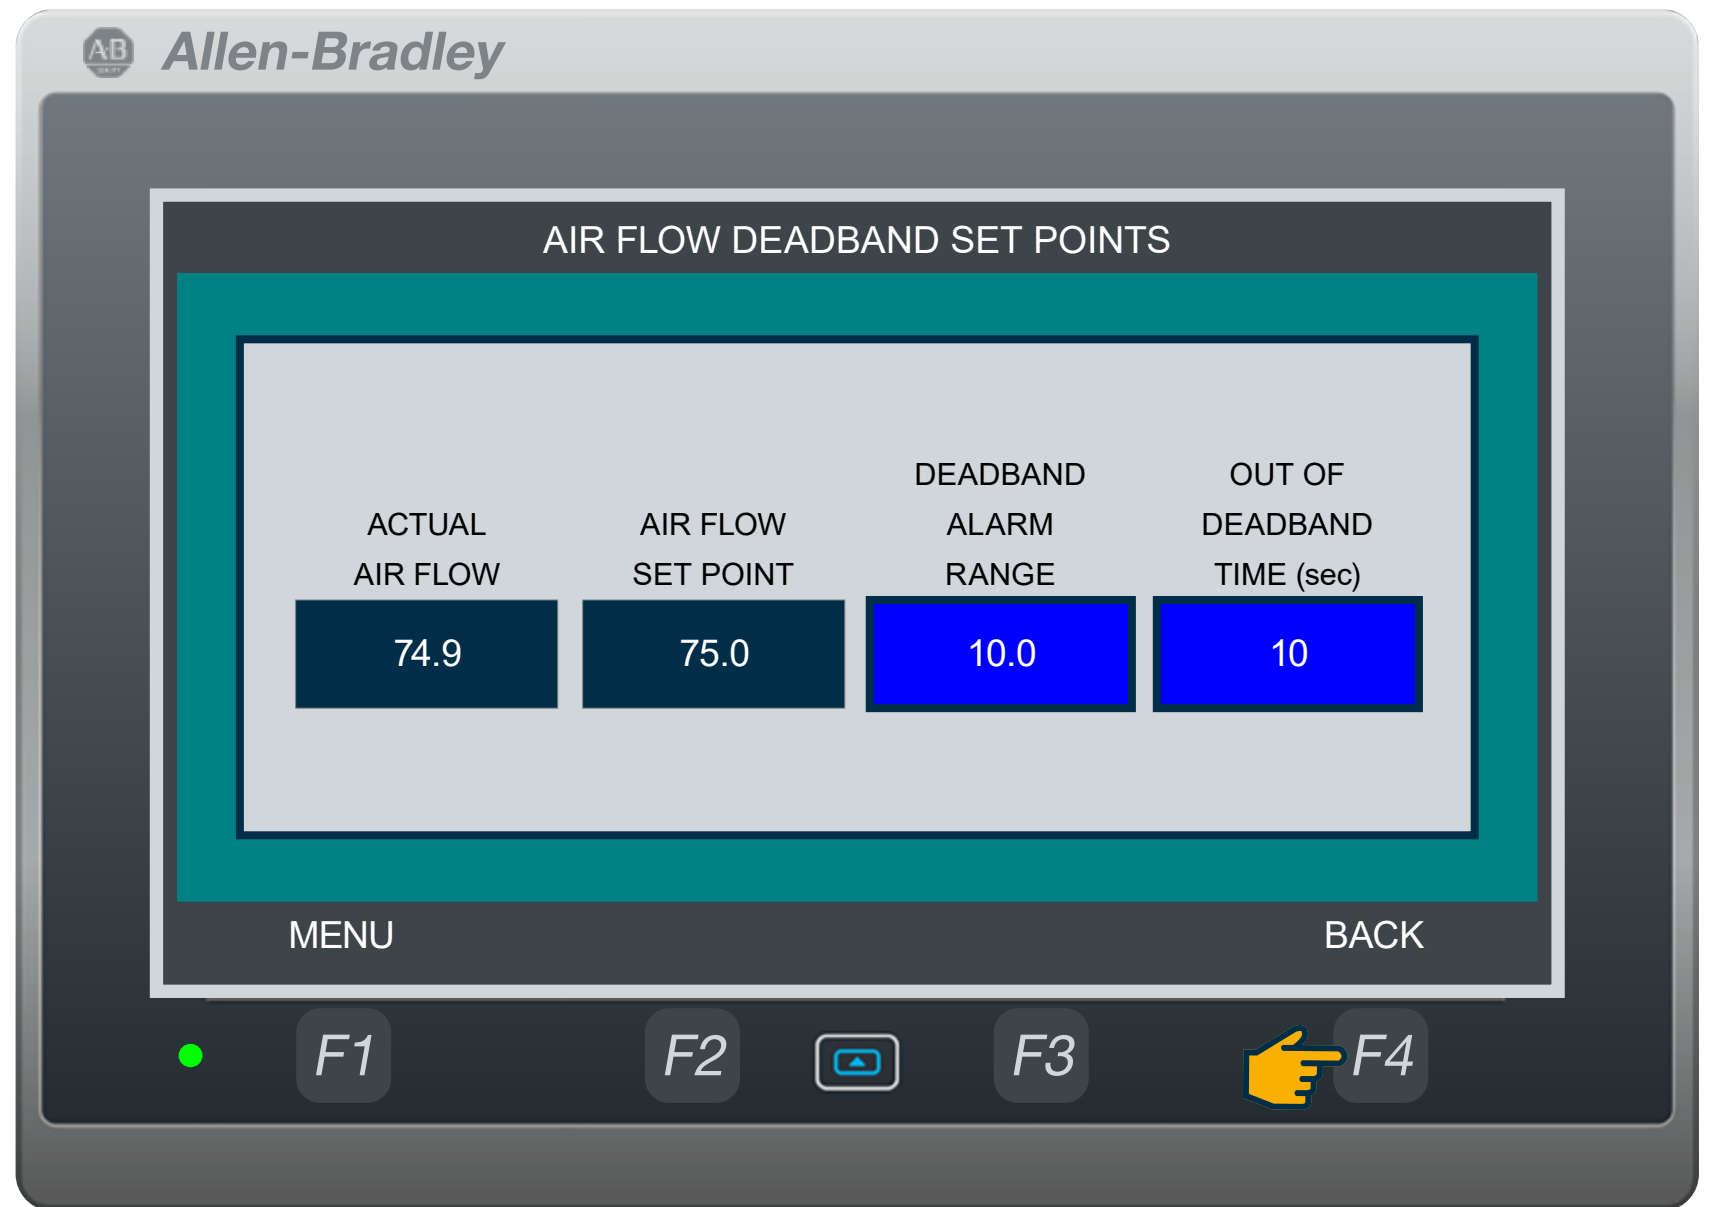 Allen-Bradley
AIR FLOW DEADBAND SET POINTS
ACTUAL
AIR FLOW
74.9
AIR FLOW
SET POINT
75.0
DEADBAND
ALARM
RANGE
10.0
OUT OF
DEADBAND
TIME (sec)
10
MENU
BACK
F1
F2
F3
F4